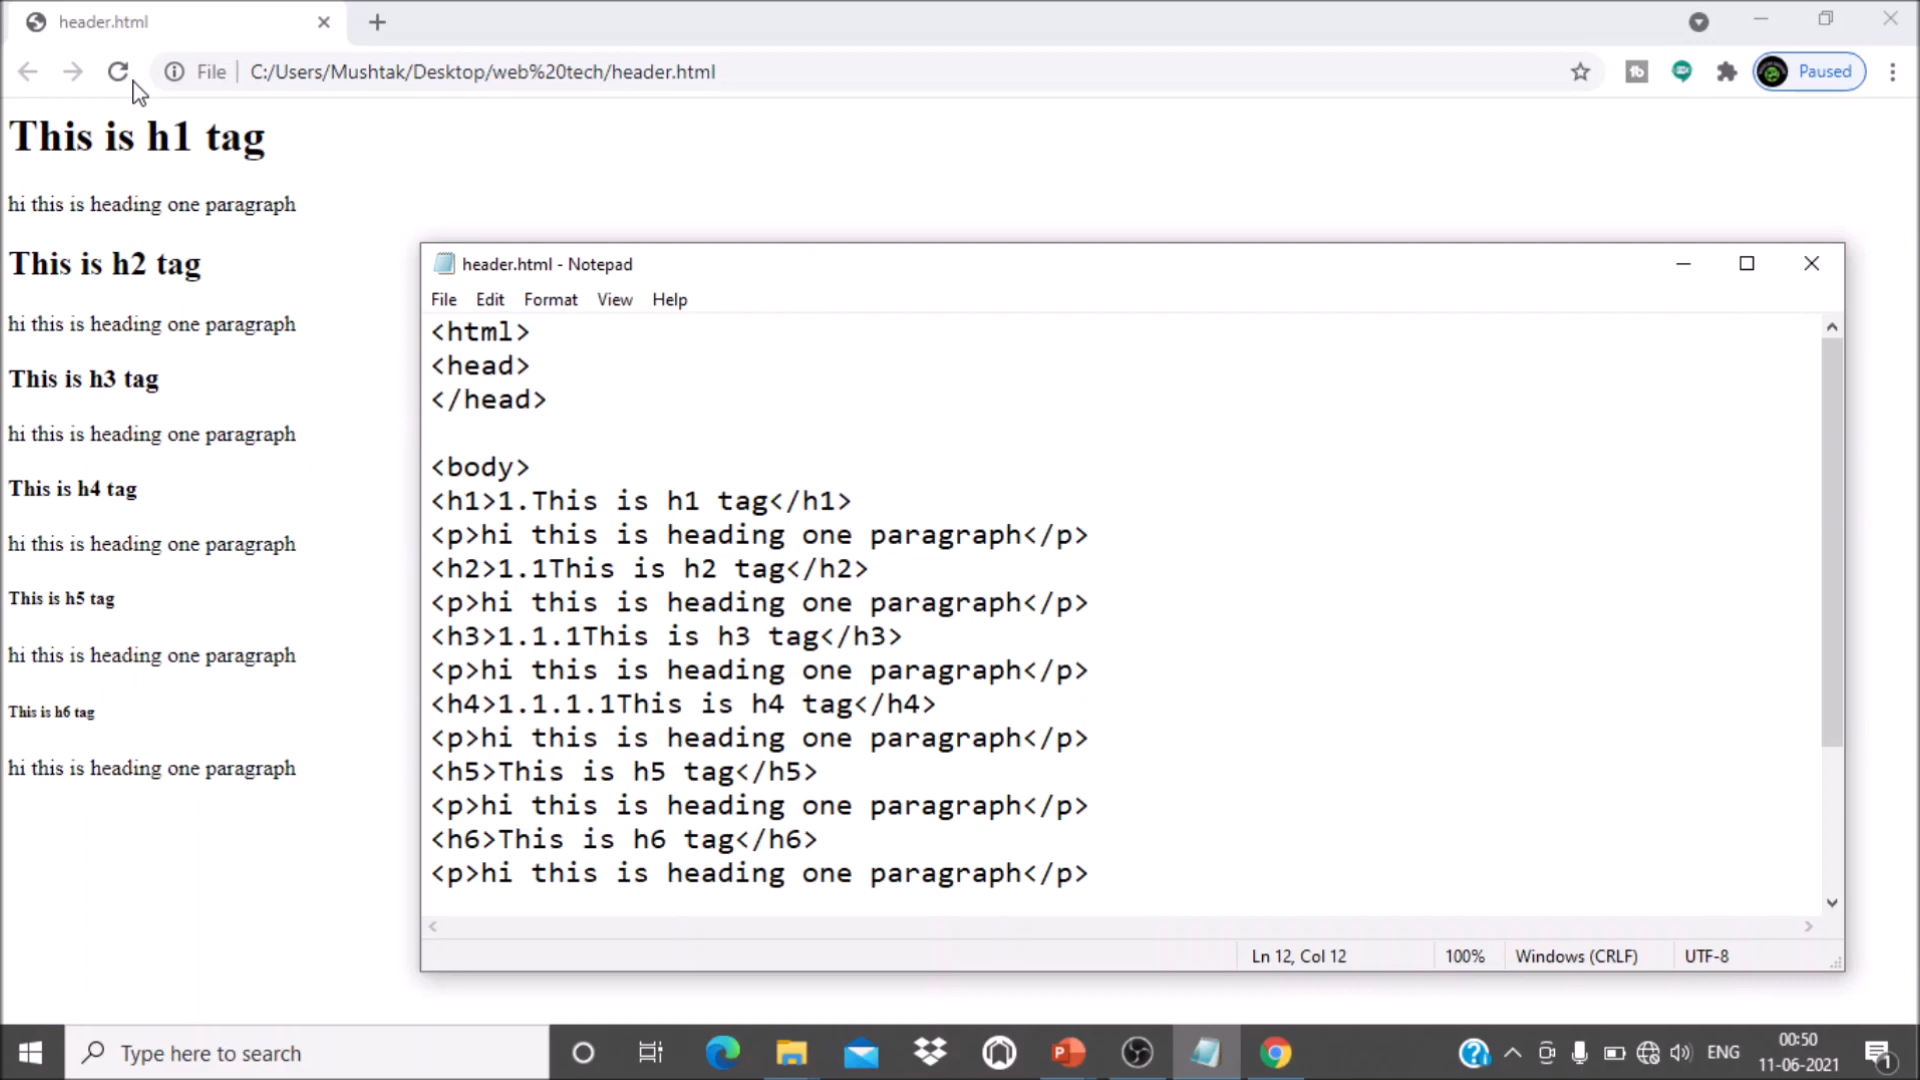 header.html
File
C:/Users/Mushtak/Desktop/web%20tech/header.html
Paused
This is h1 tag
hi this is heading one paragraph
This is h2 tag
hi this is heading one paragraph
This is h3 tag
hi this is heading one paragraph
This is h4 tag
hi this is heading one paragraph
This is h5 tag
hi this is heading one paragraph
This is h6 tag
hi this is heading one paragraph
header.html - Notepad
File Edit Format View Help
<html>
<head>
</head>
<body>
<h1>1.This is h1 tag</h1>
<p>hi this is heading one paragraph</p>
<h2>1.1This is h2 tag</h2>
<p>hi this is heading one paragraph</p>
<h3>1.1.1This is h3 tag</h3>
<p>hi this is heading one paragraph</p>
<h4>1.1.1.1This is h4 tag</h4>
<p>hi this is heading one paragraph</p>
<h5>This is h5 tag</h5>
<p>hi this is heading one paragraph</p>
<h6>This is h6 tag</h6>
<p>hi this is heading one paragraph</p>
Ln 12, Col 12 100% Windows (CRLF) UTF-8
Type here to search
ENG
00:50
11-06-2021
1